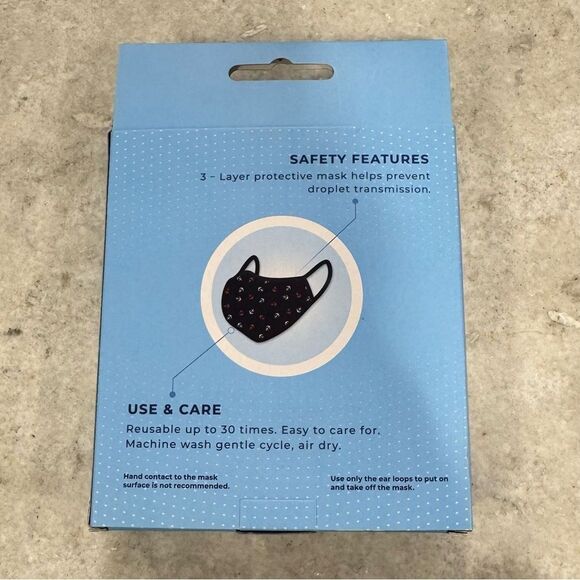 SAFETY FEATURES
3 – Layer protective mask helps prevent
droplet transmission.
USE & CARE
Reusable up to 30 times. Easy to care for.
Machine wash gentle cycle, air dry.
Hand contact to the mask
surface is not recommended.
Use only the ear loops to put on
and take off the mask.